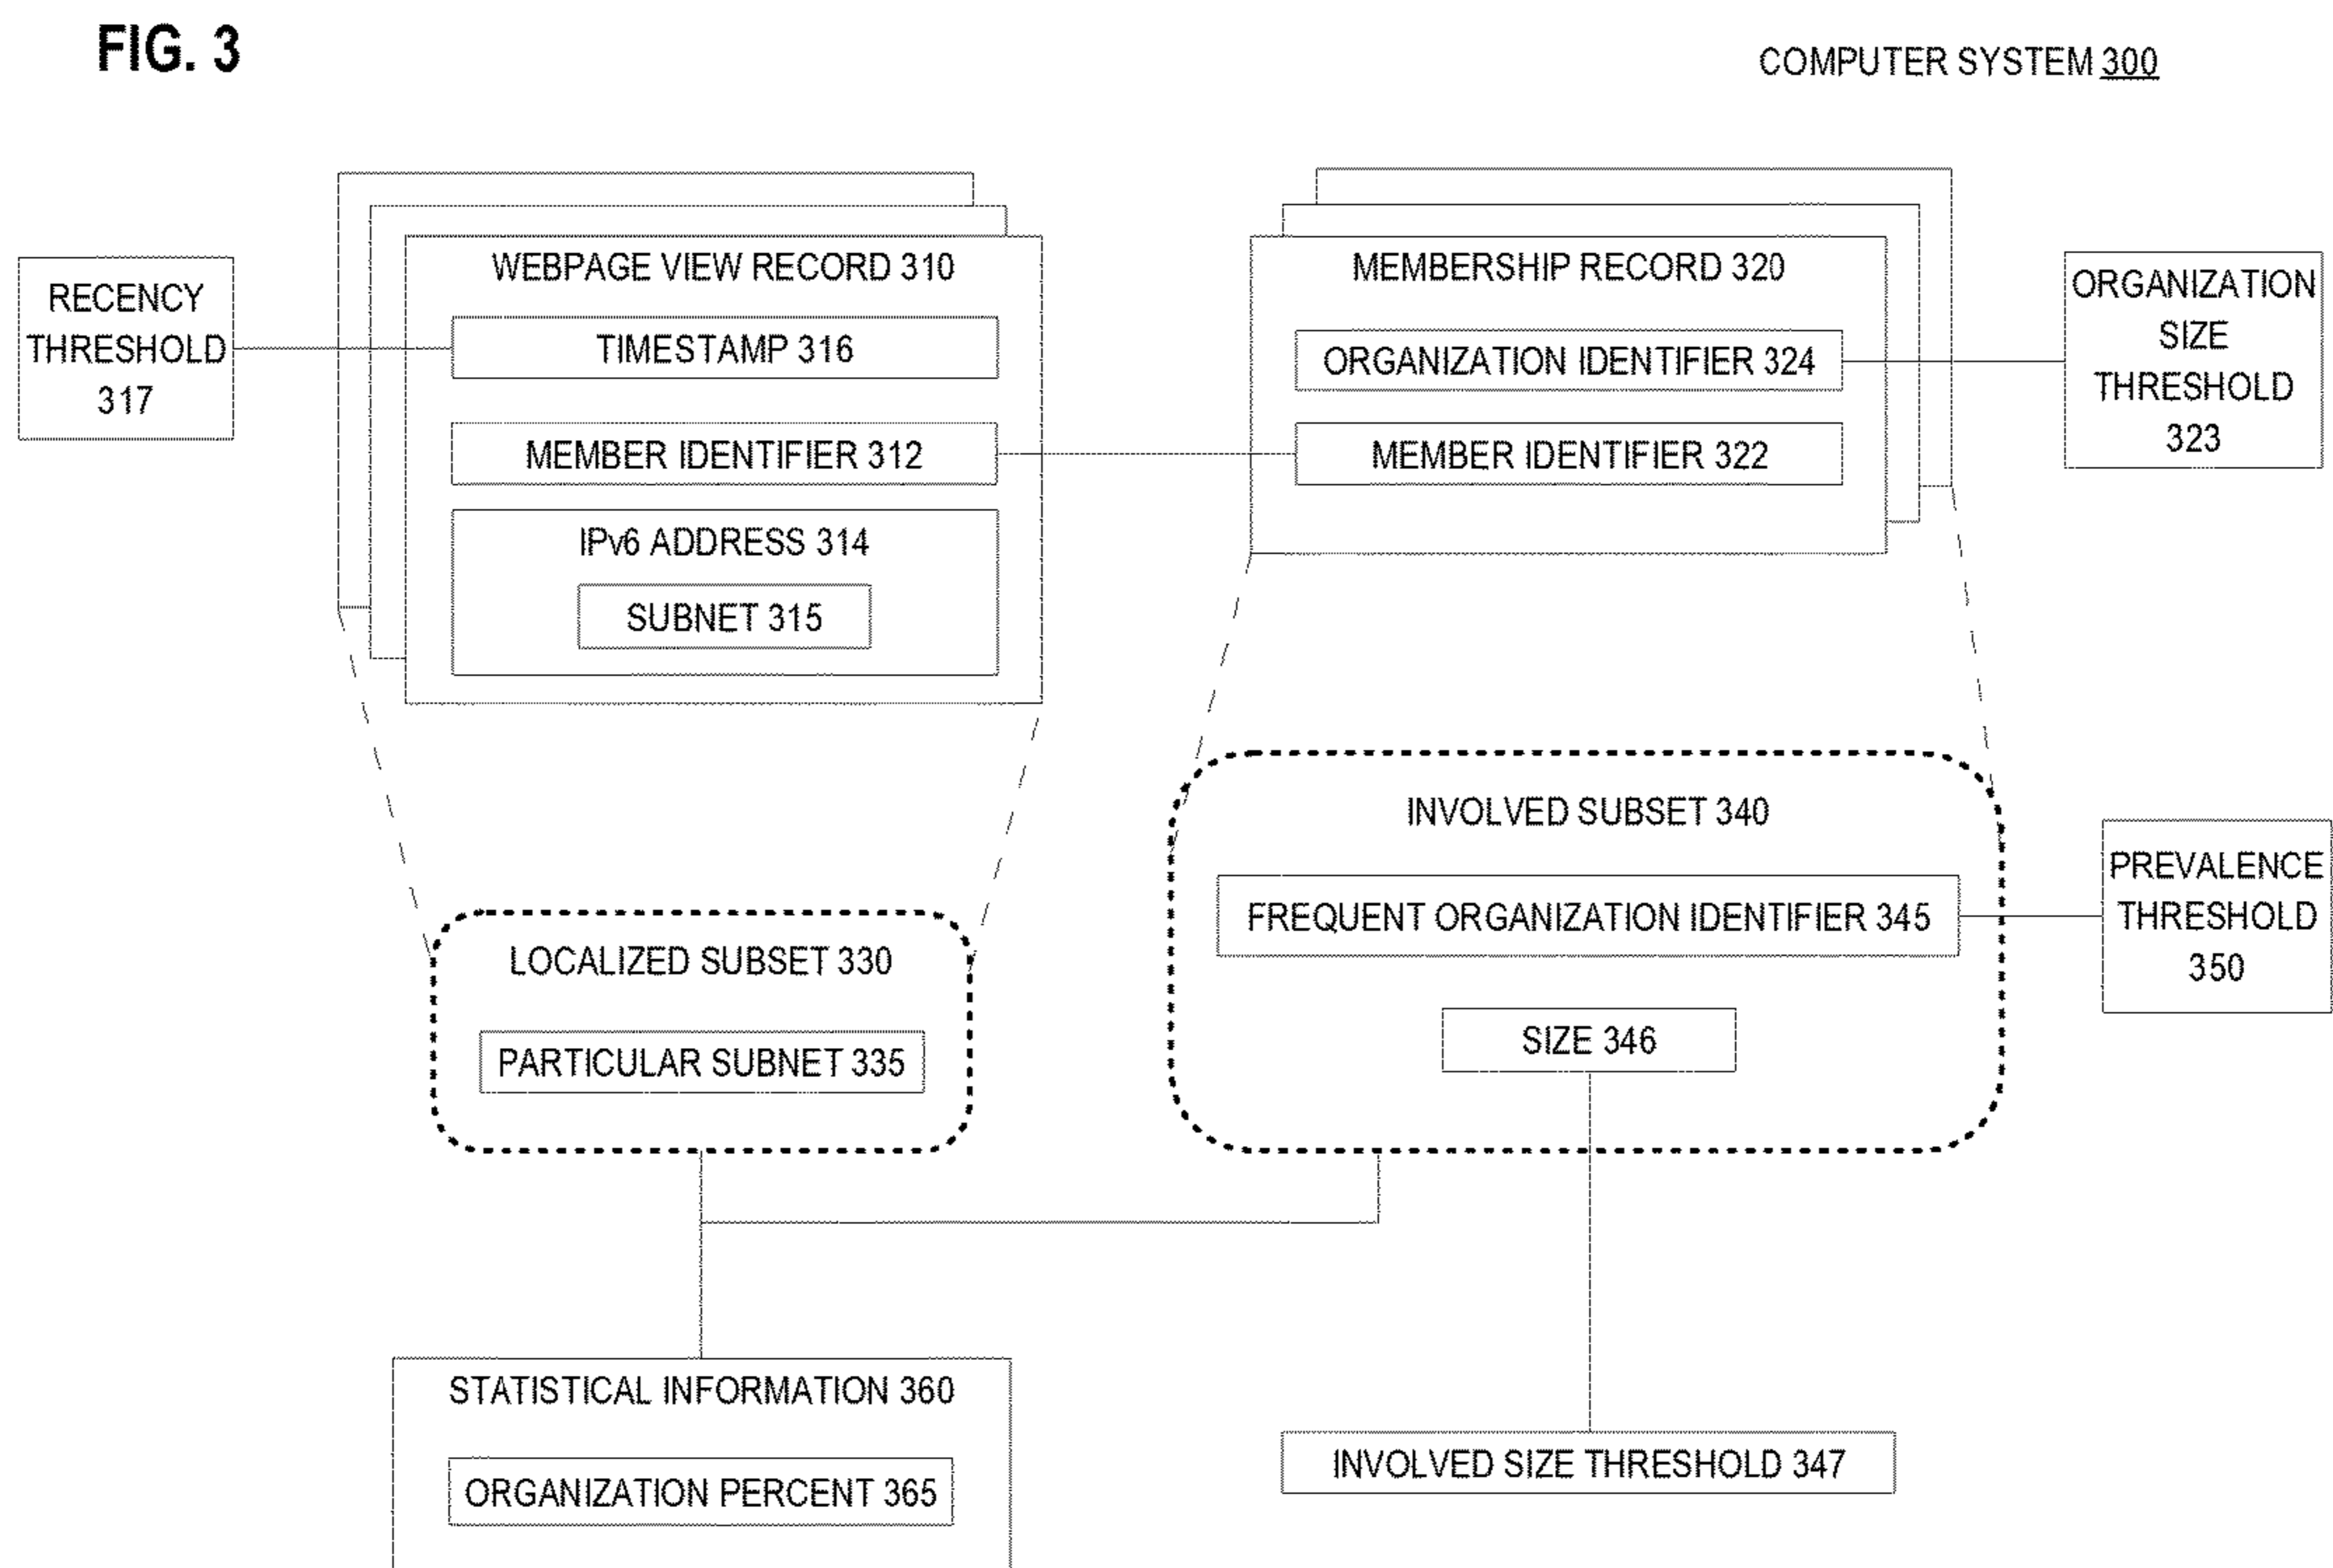 FIG. 3
COMPUTER SYSTEM 300
RECENCY
THRESHOLD
317
WEBPAGE VIEW RECORD 310
TIMESTAMP 316
MEMBER IDENTIFIER 312
IPv6 ADDRESS 314
SUBNET 315
MEMBERSHIP RECORD 320
ORGANIZATION IDENTIFIER 324
MEMBER IDENTIFIER 322
ORGANIZATION
SIZE
THRESHOLD
323
LOCALIZED SUBSET 330
PARTICULAR SUBNET 335
INVOLVED SUBSET 340
FREQUENT ORGANIZATION IDENTIFIER 345
SIZE 346
PREVALENCE
THRESHOLD
350
STATISTICAL INFORMATION 360
ORGANIZATION PERCENT 365
INVOLVED SIZE THRESHOLD 347